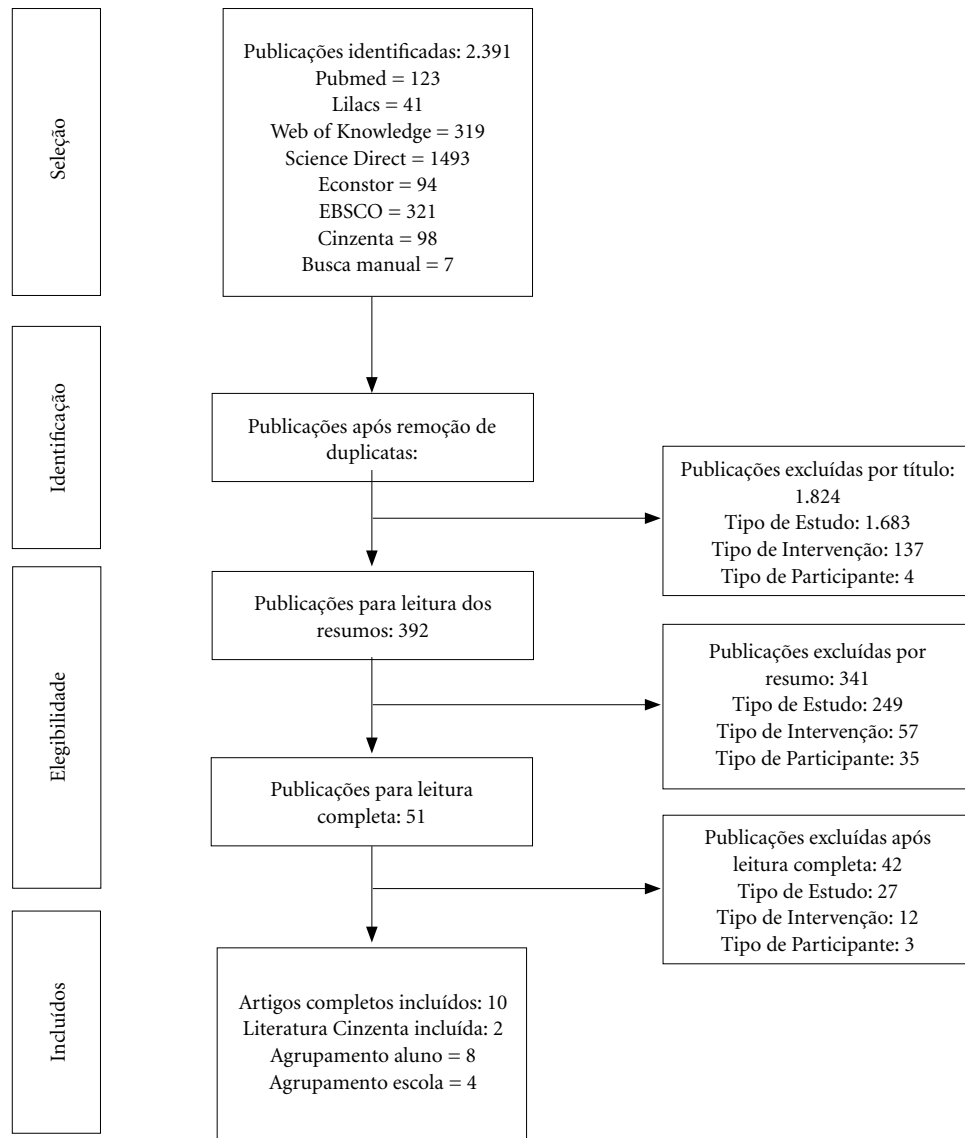 Seleção
Publicações identificadas: 2.391
Pubmed = 123
Lilacs = 41
Web of Knowledge = 319
Science Direct = 1493
Econstor = 94
EBSCO = 321
Cinzenta = 98
Busca manual = 7
Identificação
Publicações após remoção de
duplicatas:
Publicações excluídas por título:
1.824
Tipo de Estudo: 1.683
Tipo de Intervenção: 137
Tipo de Participante: 4
Elegibilidade
Publicações para leitura dos
resumos: 392
Publicações excluídas por
resumo: 341
Tipo de Estudo: 249
Tipo de Intervenção: 57
Tipo de Participante: 35
Publicações para leitura
completa: 51
Publicações excluídas após
leitura completa: 42
Tipo de Estudo: 27
Tipo de Intervenção: 12
Tipo de Participante: 3
Incluídos
Artigos completos incluídos: 10
Literatura Cinzenta incluída: 2
Agrupamento aluno = 8
Agrupamento escola = 4